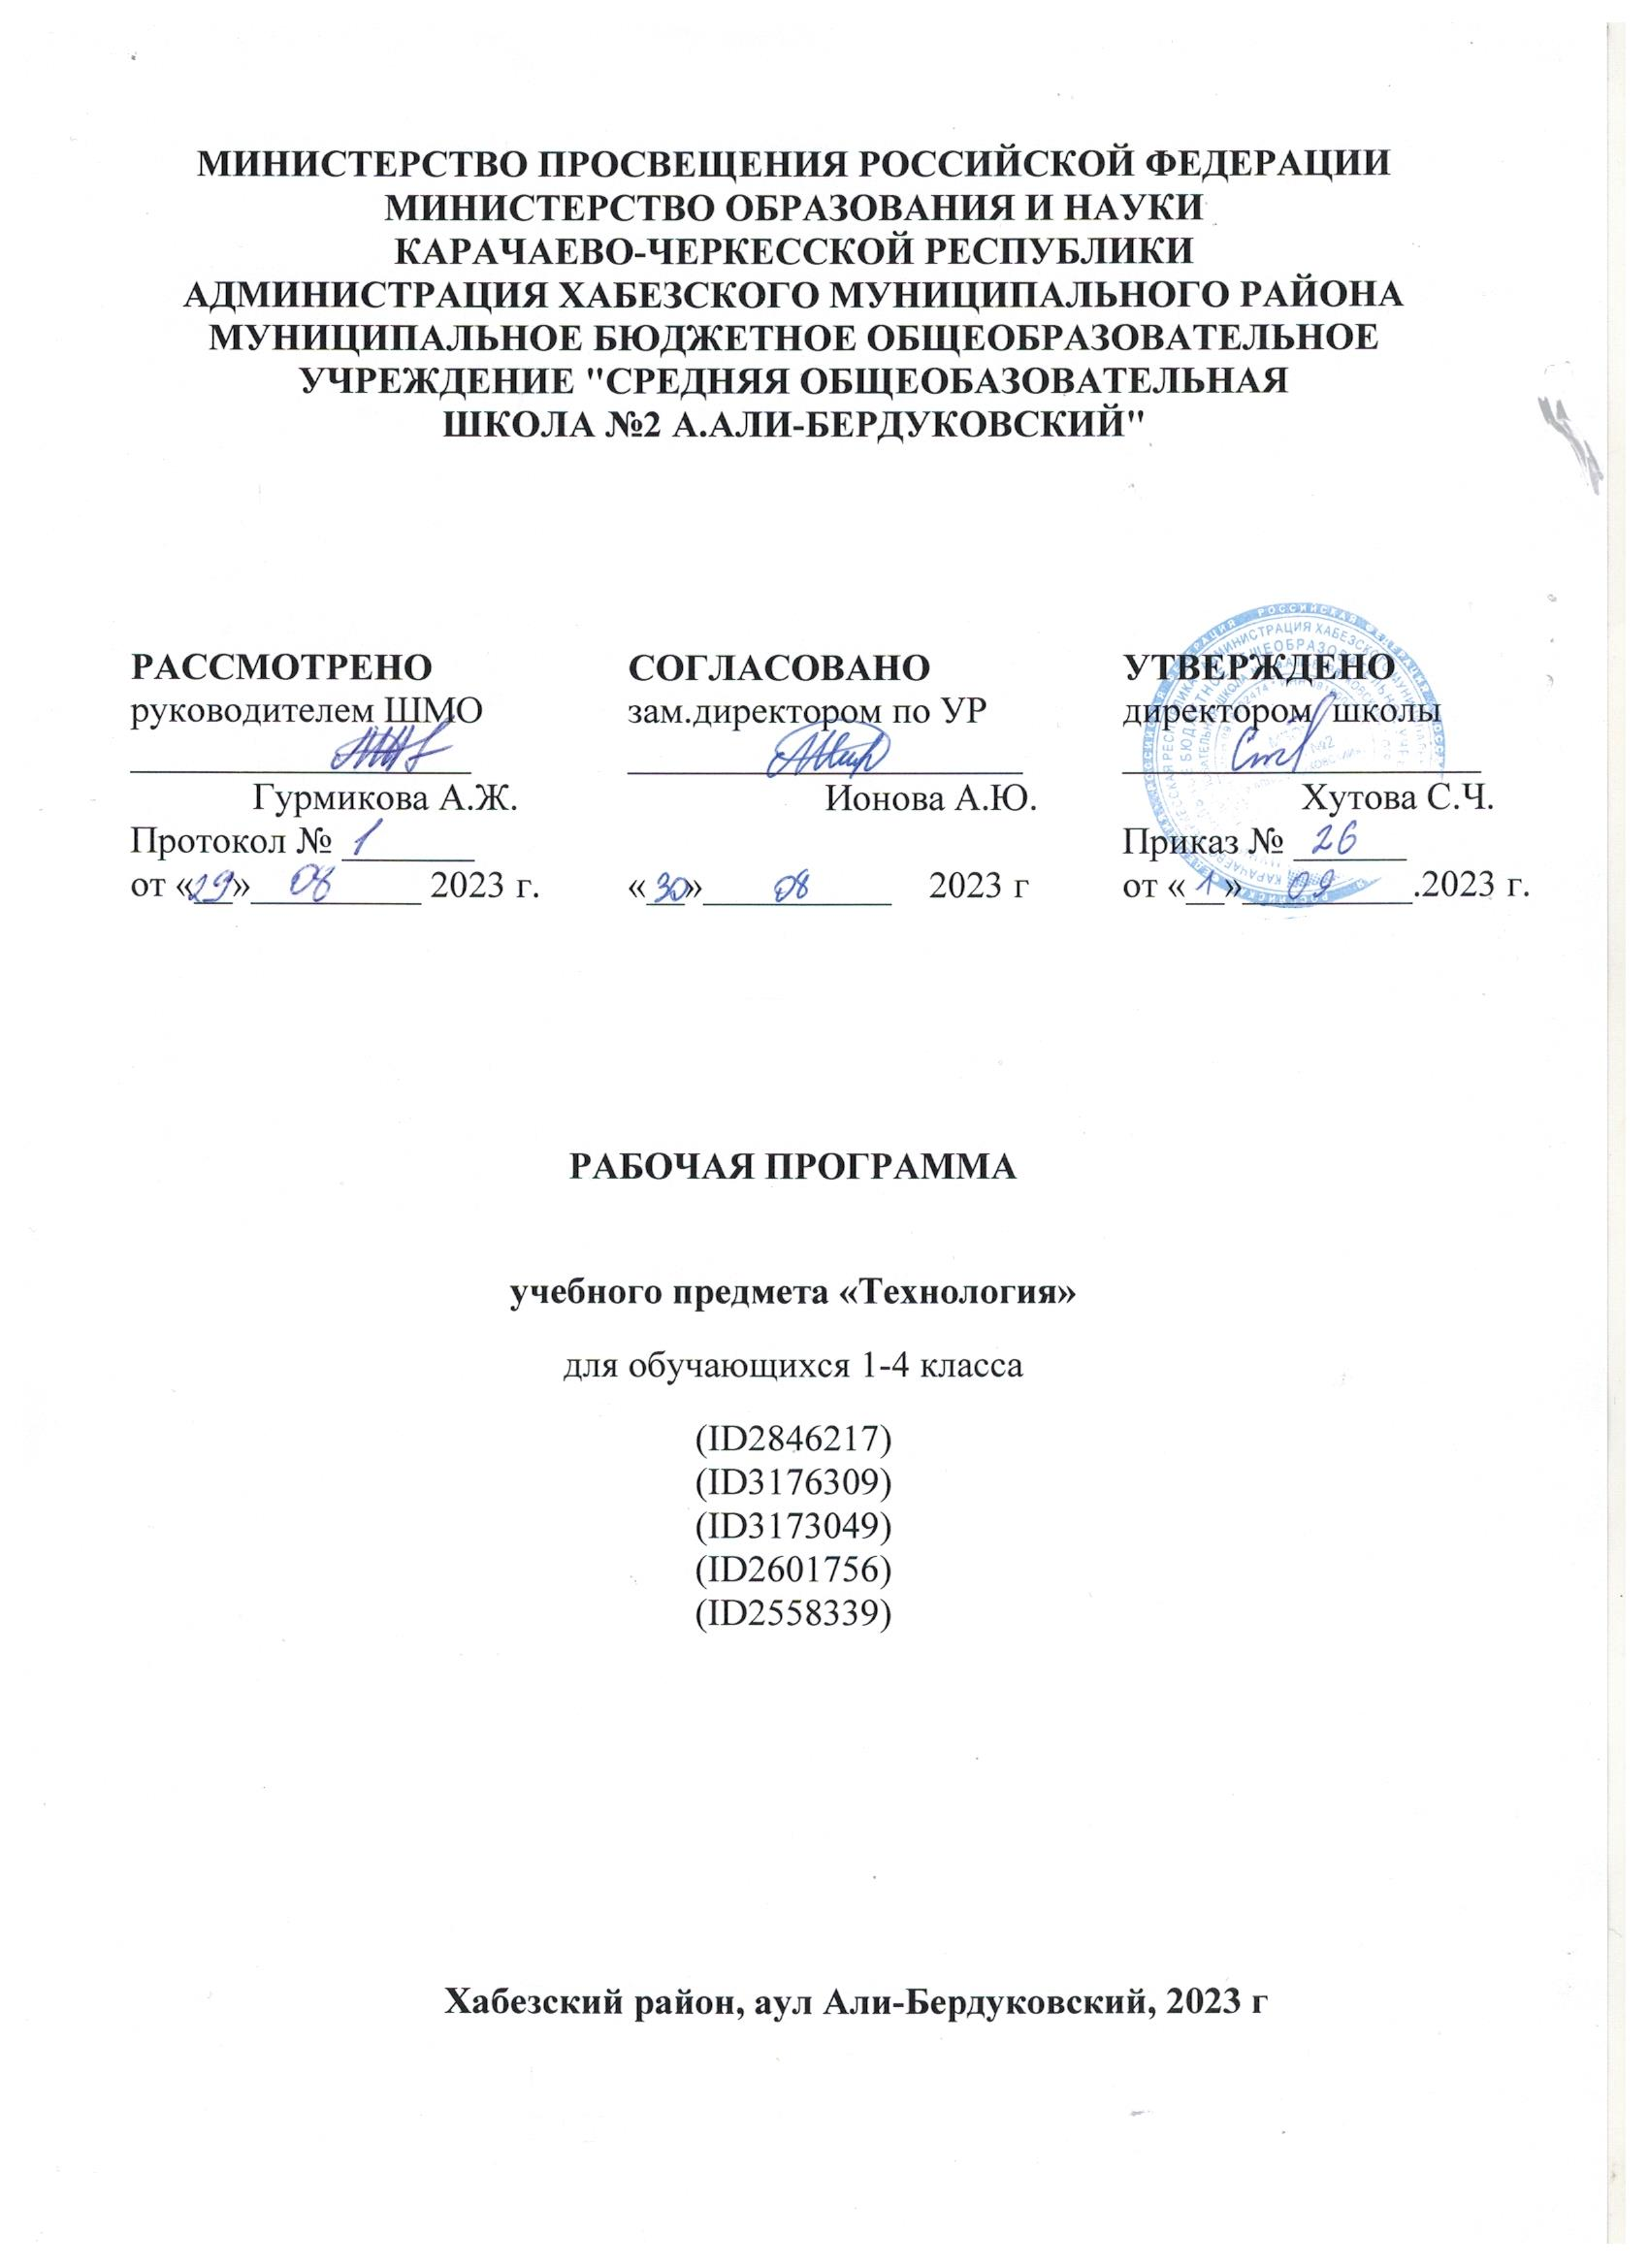 МИНИСТЕРСТВО ПРОСВЕЩЕНИЯ РОССИЙСКОЙ ФЕДЕРАЦИИ
МИНИСТЕРСТВО ОБРАЗОВАНИЯ И НАУКИ
КАРАЧАЕВО-ЧЕРКЕССКОЙ РЕСПУБЛИКИ
АДМИНИСТРАЦИЯ ХАБЕЗСКОГО МУНИЦИПАЛЬНОГО РАЙОНА
МУНИЦИПАЛЬНОЕ БЮДЖЕТНОЕ ОБЩЕОБРАЗОВАТЕЛЬНОЕ
УЧРЕЖДЕНИЕ "СРЕДНЯЯ ОБЩЕОБАЗОВАТЕЛЬНАЯ
ШКОЛА №2 А.АЛИ-БЕРДУКОВСКИЙ"
РАССМОТРЕНО
руководителем ШМО
Гурмикова А.Ж.
Протокол № 1
от «29» 08 2023 г.
СОГЛАСОВАНО
зам.директором по УР
Ионова А.Ю.
«30» 08 2023 г
УТВЕРЖДЕНО
директором школы
Хутова С.Ч.
Приказ № 26
от «1» 09 .2023 г.
РАБОЧАЯ ПРОГРАММА
учебного предмета «Технология»
для обучающихся 1-4 класса
(ID2846217)
(ID3176309)
(ID3173049)
(ID2601756)
(ID2558339)
Хабезский район, аул Али-Бердуковский, 2023 г